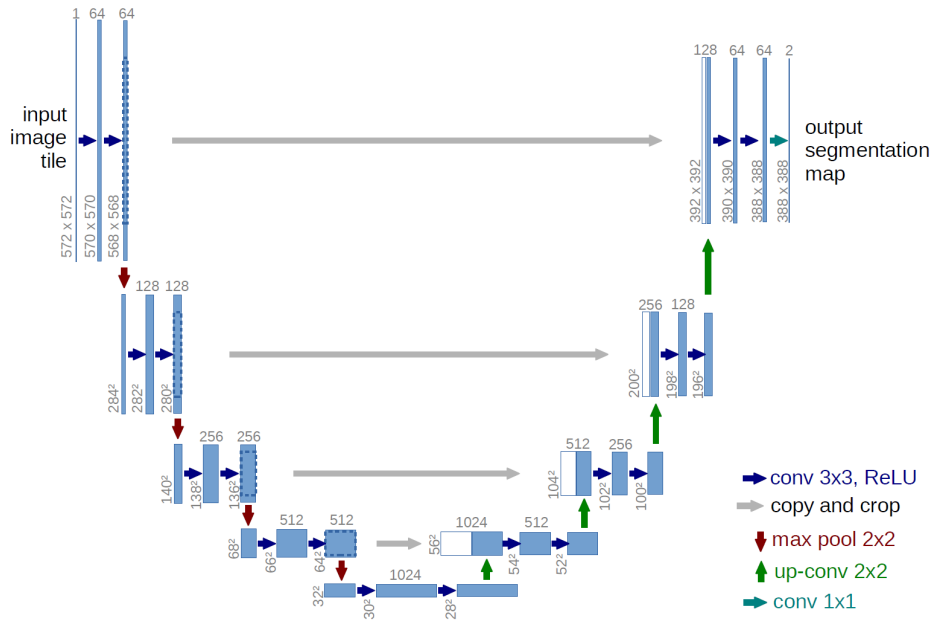 1 64 64
input
image
tile
572 x 572
570 x 570
568 x 568
128 64 64 2
output
segmentation
map
392 x 392
390 x 390
388 x 388
388 x 388
128 128
284²
282²
280²
256 128
200²
198²
196²
256 256
140²
138²
136²
512 256
104²
102²
100²
512 512
68²
66²
64²
1024 512
56²
54²
52²
1024
32²
30²
28²
conv 3x3, ReLU
copy and crop
max pool 2x2
up-conv 2x2
conv 1x1